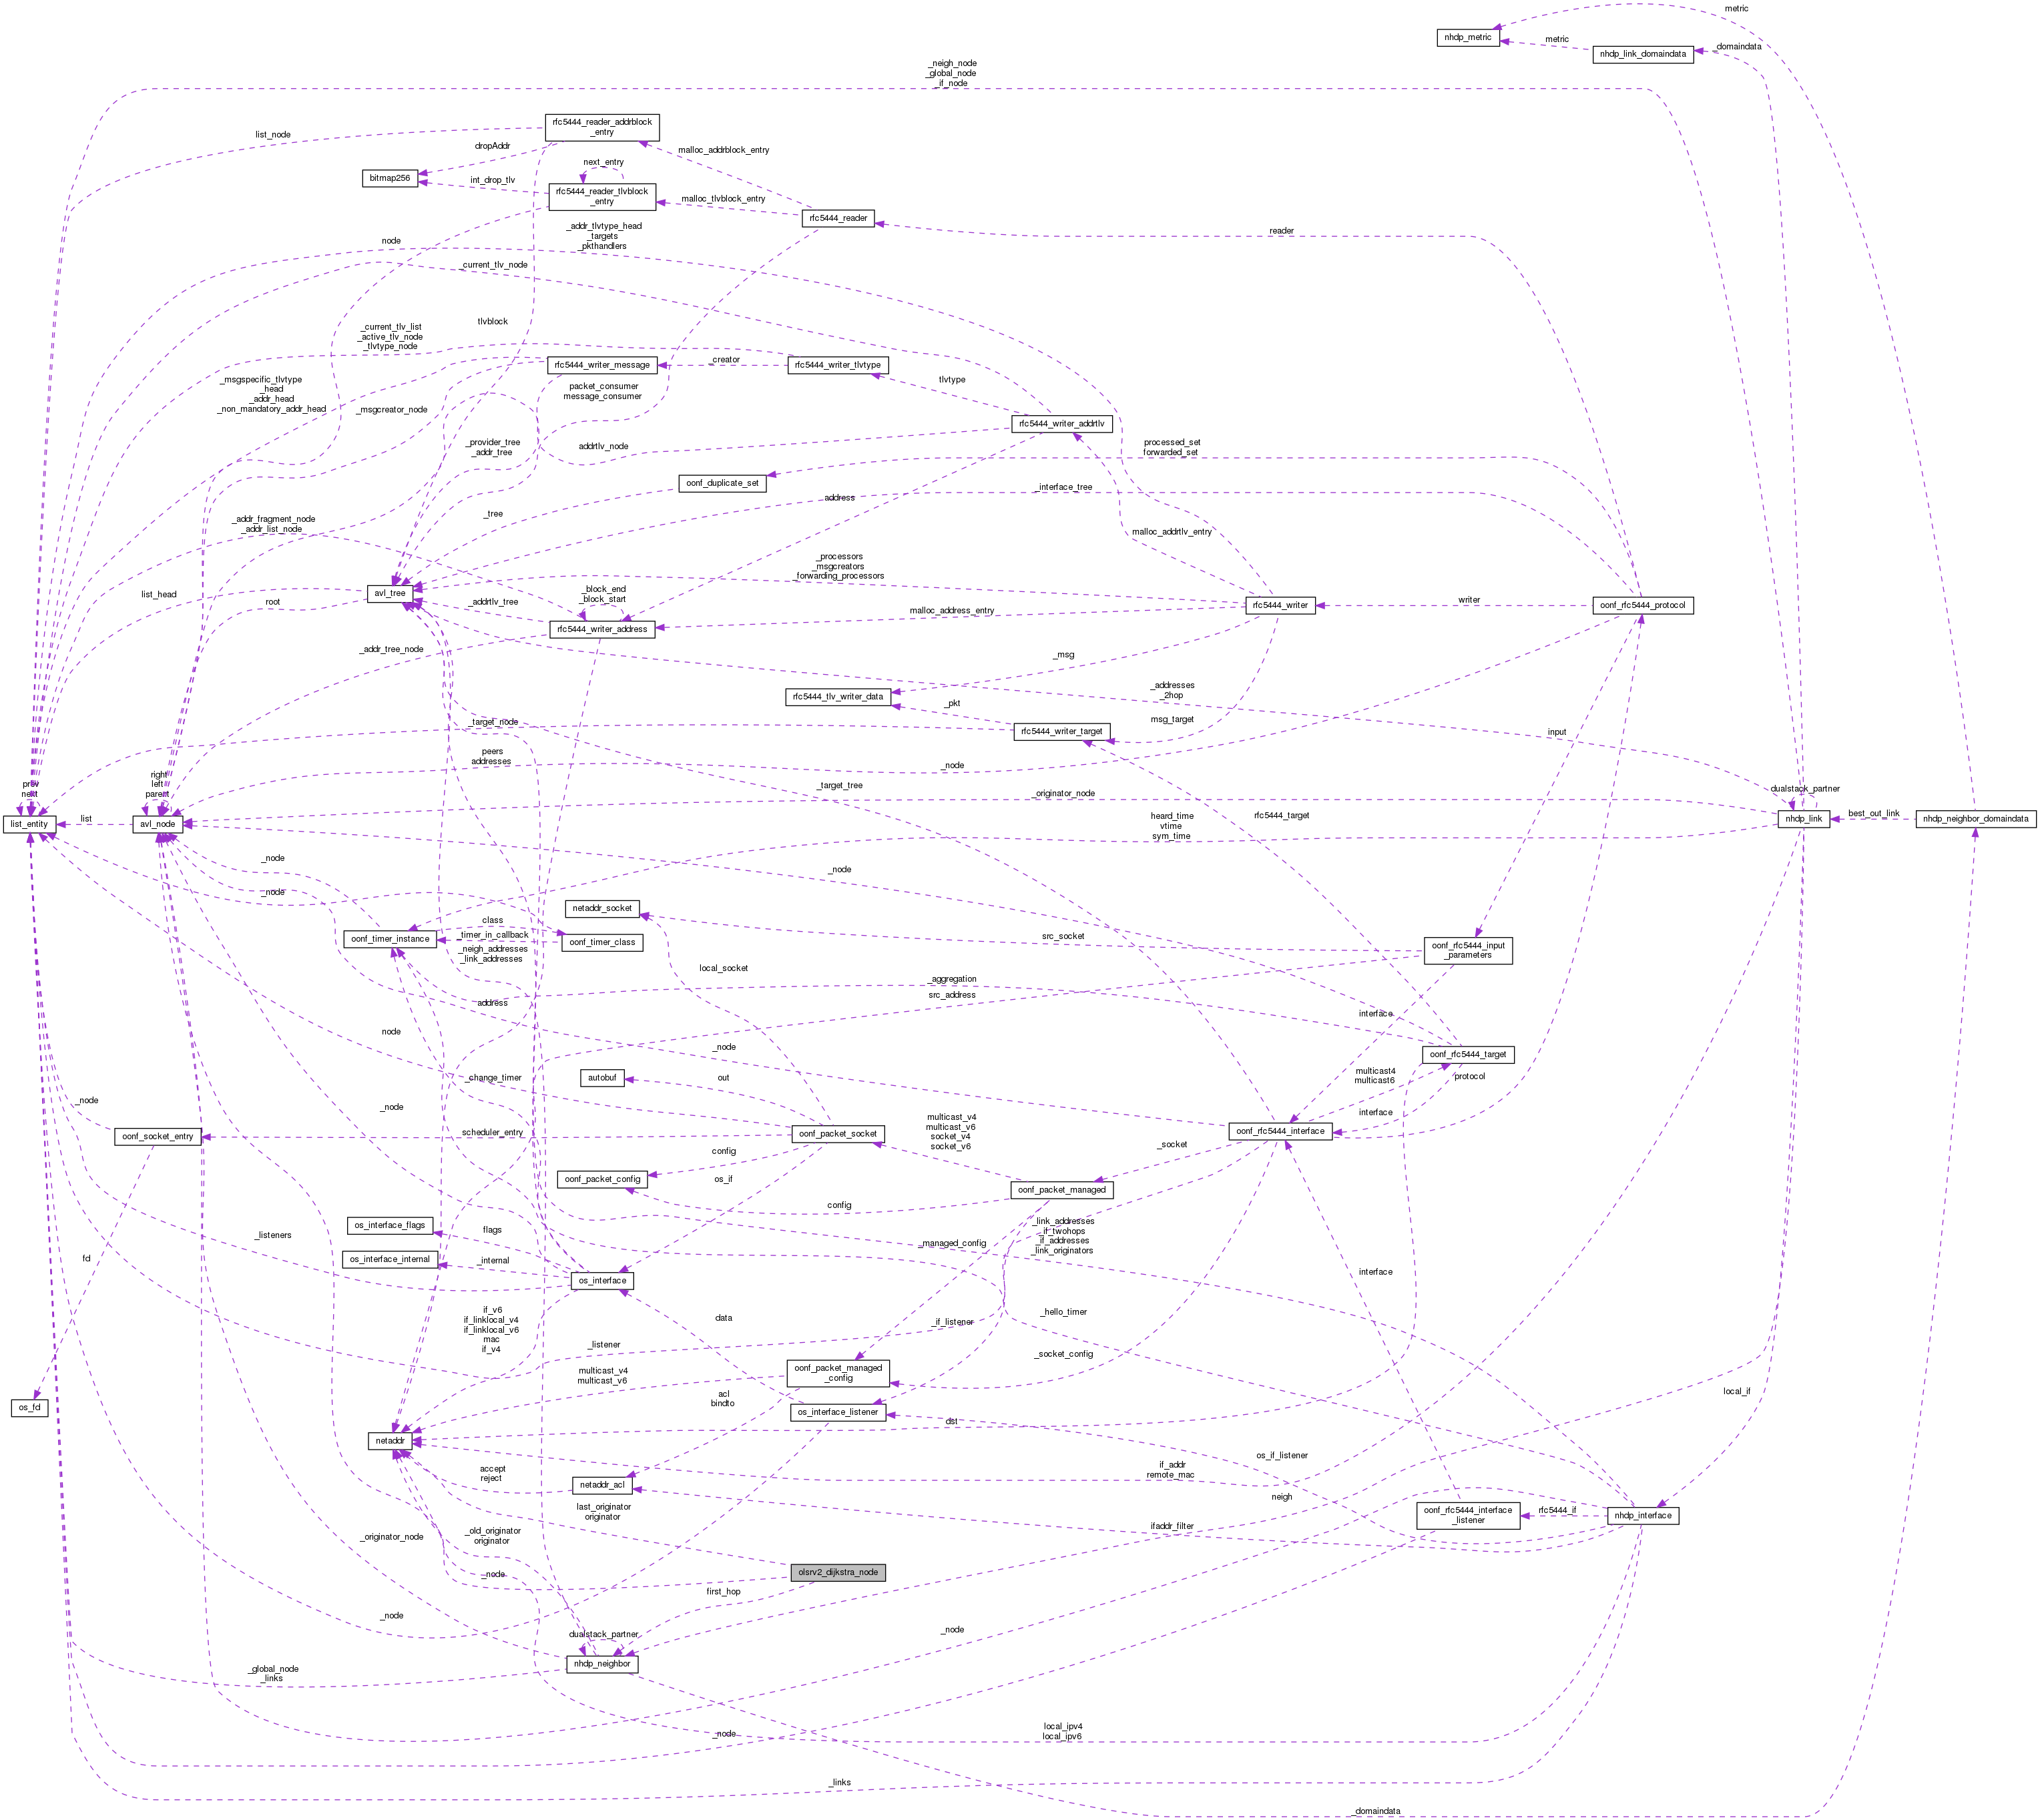 metric
nhdp_metric
metric
nhdp_link_domaindata
_domaindata
_neigh_node
_global_node
_if_node
rfc5444_reader_addrblock
_entry
list_node
dropAddr
malloc_addrblock_entry
bitmap256
int_drop_tlv
next_entry
rfc5444_reader_tlvblock
_entry
malloc_tlvblock_entry
rfc5444_reader
reader
node
_addr_tlvtype_head
_targets
_pkthandlers
_current_tlv_node
_current_tlv_list
_active_tlv_node
_tlvtype_node
tlvblock
rfc5444_writer_message
_creator
rfc5444_writer_tlvtype
tlvtype
_msgspecific_tlvtype
_head
_addr_head
_non_mandatory_addr_head
_msgcreator_node
packet_consumer
message_consumer
rfc5444_writer_addrtlv
_provider_tree
_addr_tree
addrtlv_node
processed_set
forwarded_set
oonf_duplicate_set
_interface_tree
address
_tree
_addr_fragment_node
_addr_list_node
malloc_addrtlv_entry
_processors
_msgcreators
_forwarding_processors
avl_tree
list_head
root
_block_end
_block_start
_addrtlv_tree
rfc5444_writer_address
malloc_address_entry
rfc5444_writer
writer
oonf_rfc5444_protocol
_addr_tree_node
_msg
rfc5444_tlv_writer_data
_addresses
_2hop
_pkt
msg_target
_target_node
rfc5444_writer_target
input
peers
addresses
_node
right
left
parent
prev
next
_target_tree
_originator_node
dualstack_partner
list_entity
list
avl_node
heard_time
vtime
sym_time
rfc5444_target
nhdp_link
best_out_link
nhdp_neighbor_domaindata
_node
_node
_node
netaddr_socket
class
oonf_timer_instance
_timer_in_callback
oonf_timer_class
_neigh_addresses
_link_addresses
src_socket
oonf_rfc5444_input
_parameters
local_socket
_aggregation
src_address
address
interface
node
_node
oonf_rfc5444_target
_change_timer
autobuf
out
multicast4
multicast6
protocol
_node
_node
oonf_socket_entry
scheduler_entry
oonf_packet_socket
multicast_v4
multicast_v6
socket_v4
socket_v6
interface
oonf_rfc5444_interface
_socket
config
oonf_packet_config
os_if
oonf_packet_managed
config
os_interface_flags
flags
_listeners
_link_addresses
_if_twohops
_if_addresses
_link_originators
_managed_config
fd
os_interface_internal
_internal
os_interface
interface
if_v6
if_linklocal_v4
if_linklocal_v6
mac
if_v4
data
_hello_timer
_if_listener
_listener
_socket_config
oonf_packet_managed
_config
multicast_v4
multicast_v6
acl
bindto
os_fd
os_interface_listener
local_if
dst
netaddr
os_if_listener
accept
reject
netaddr_acl
if_addr
remote_mac
neigh
last_originator
originator
oonf_rfc5444_interface
_listener
rfc5444_if
nhdp_interface
ifaddr_filter
_originator_node
_old_originator
originator
_node
olsrv2_dijkstra_node
first_hop
_node
_node
dualstack_partner
nhdp_neighbor
_global_node
_links
_node
local_ipv4
local_ipv6
_links
_domaindata